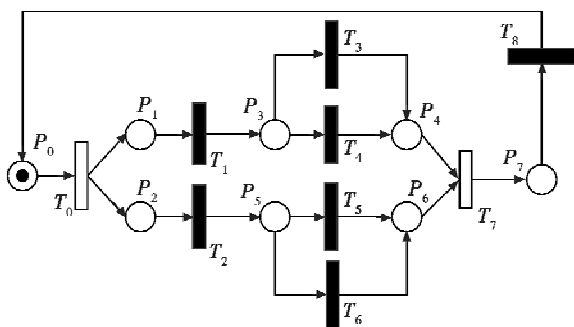 T₃
T₈
P₁
P₃
P₄
P₀
T₁
T₄
P₇
T₀
P₂
P₅
T₅
P₆
T₇
T₂
T₆